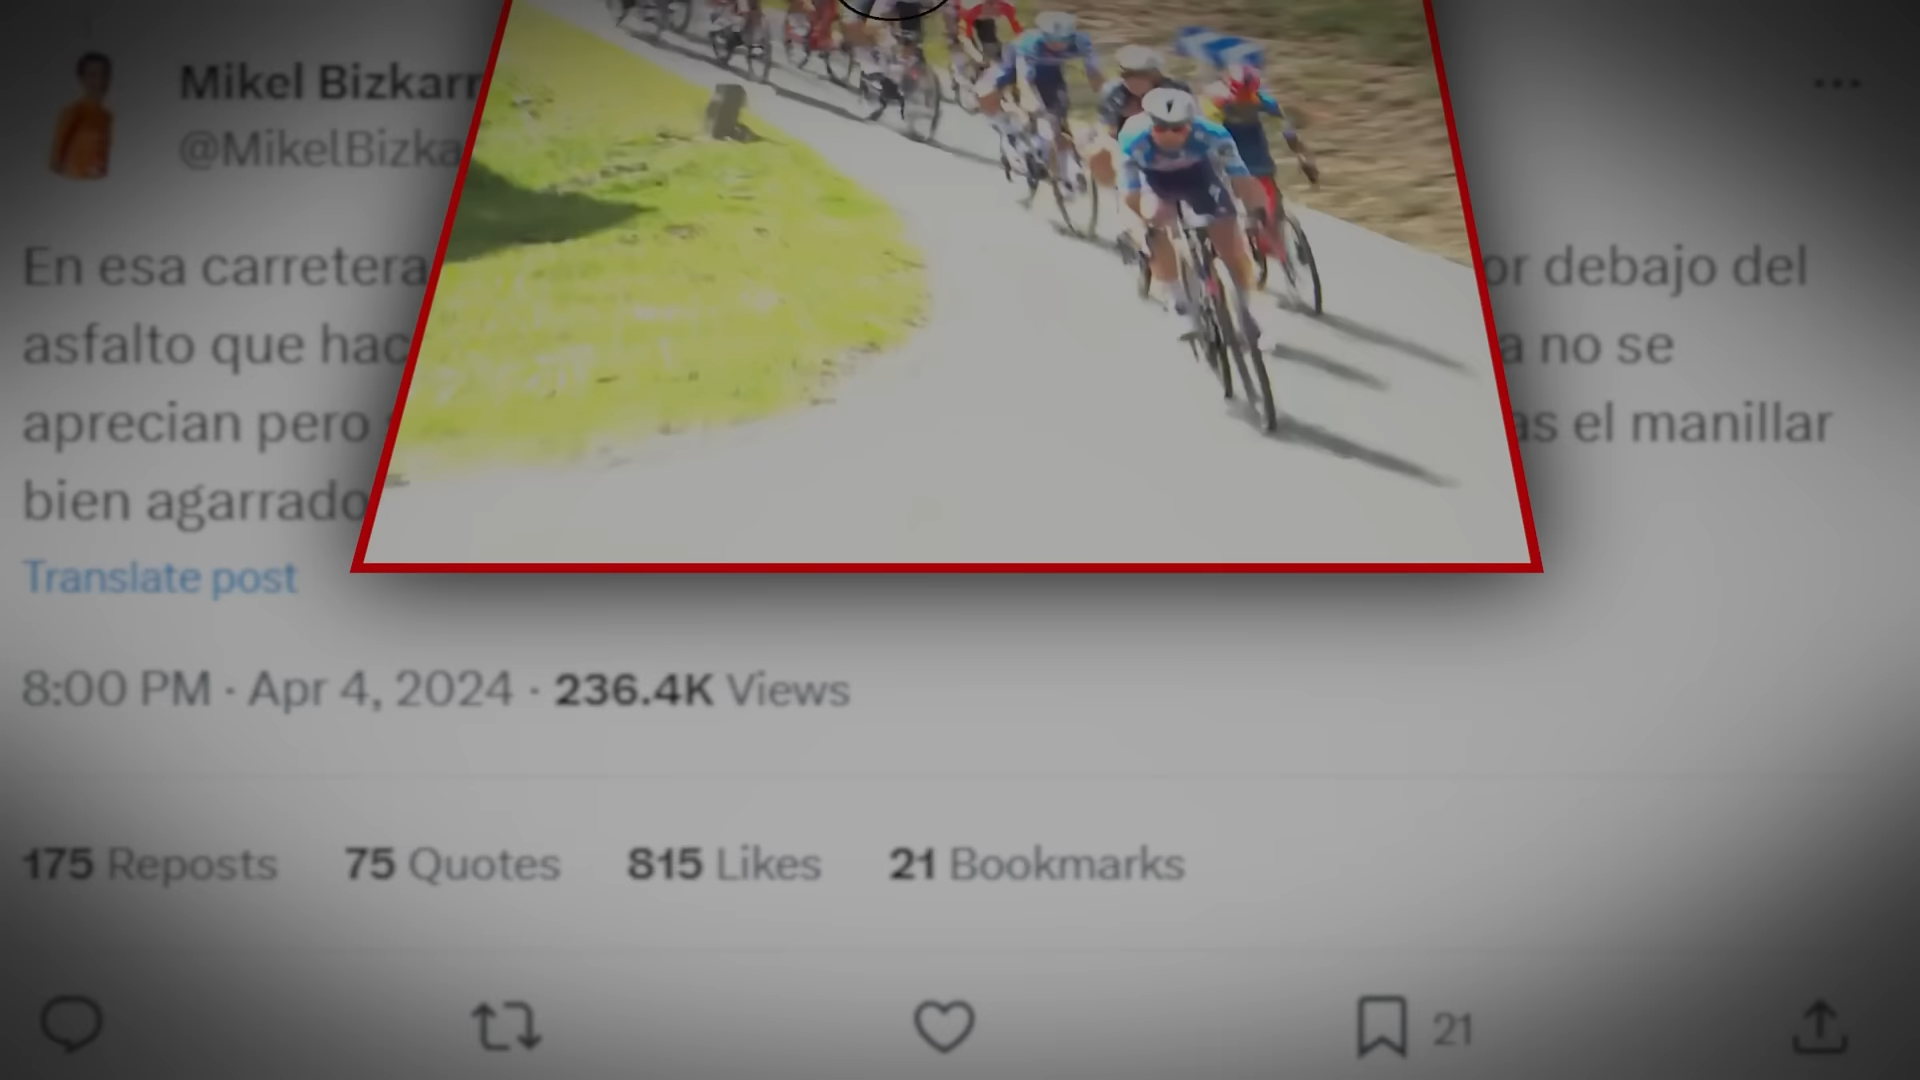 Mikel Bizkarr
@MikelBizka
En esa carretera or debajo del
asfalto que hac a no se
aprecian pero as el manillar
bien agarrado
Translate post
8:00 PM · Apr 4, 2024 · 236.4K Views
175 Reposts 75 Quotes 815 Likes 21 Bookmarks
21